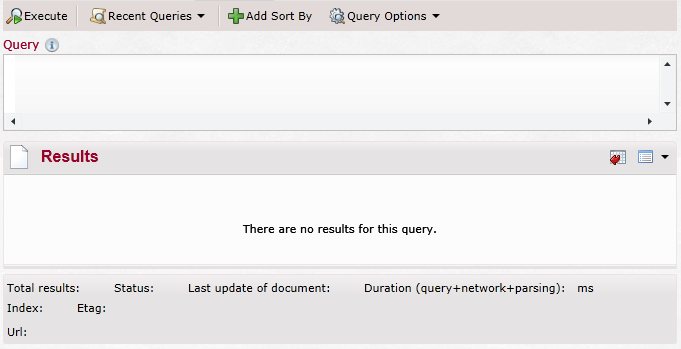 Execute Recent Queries Add Sort By Query Options
Query
Results
There are no results for this query.
Total results: Status: Last update of document: Duration (query+network+parsing): ms
Index: Etag:
Url: